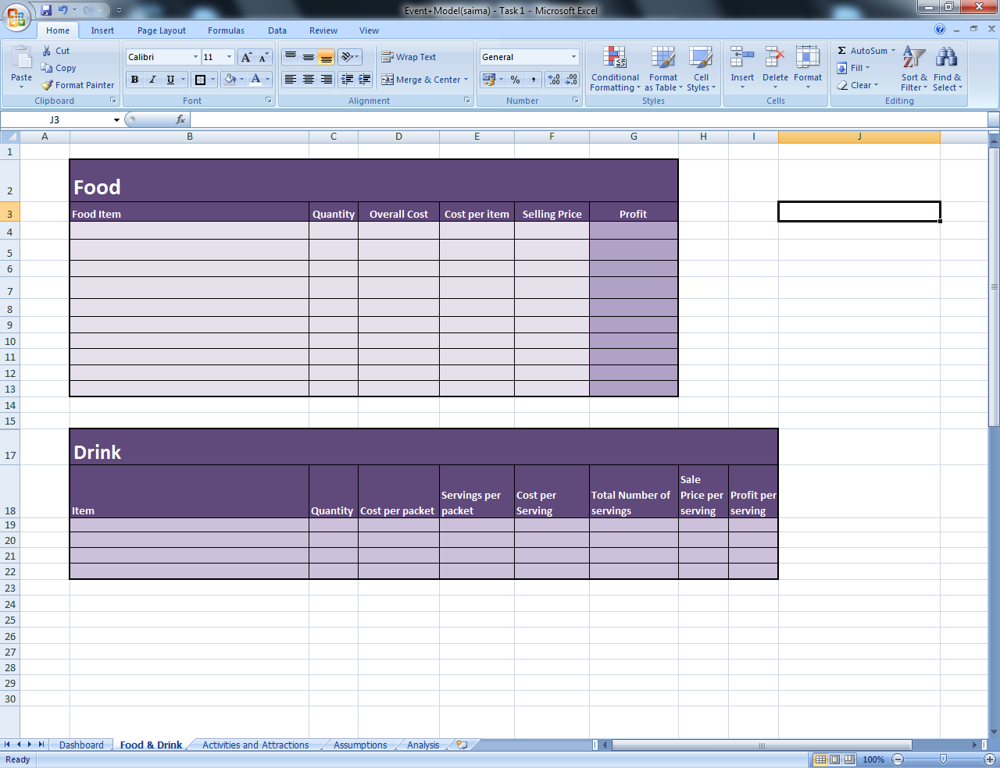 Event+Model(saima) - Task 1 - Microsoft Excel
Home Insert Page Layout Formulas Data Review View
Paste Cut Copy Format Painter
Clipboard
Calibri 11
B I U A
Font
Wrap Text
Merge & Center
Alignment
General
% ,
Number
Conditional Formatting Format as Table Cell Styles
Styles
Insert Delete Format
Cells
Σ AutoSum
Fill
Clear
Sort & Filter Find & Select
Editing
J3 fx
A B C D E F G H I J
1
2 Food
3 Food Item Quantity Overall Cost Cost per item Selling Price Profit
4
5
6
7
8
9
10
11
12
13
14
15
17 Drink
18 Item Quantity Cost per packet Servings per packet Cost per Serving Total Number of servings Sale Price per serving Profit per serving
19
20
21
22
23
24
25
26
27
28
29
30
Dashboard Food & Drink Activities and Attractions Assumptions Analysis
Ready 100%